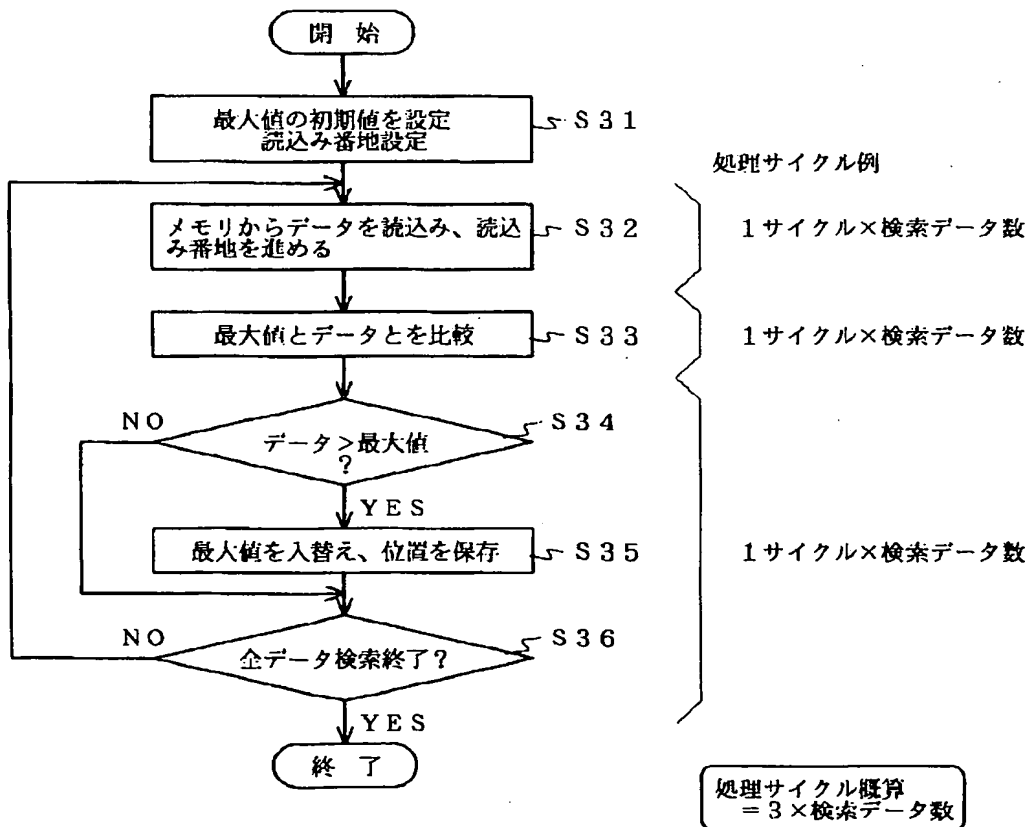 開 始
最大値の初期値を設定
読込み番地設定
S31
処理サイクル例
メモリからデータを読込み、読込
み番地を進める
S32
1サイクル×検索データ数
最大値とデータとを比較
S33
1サイクル×検索データ数
NO
S34
データ>最大値
?
YES
最大値を入替え、位置を保存
S35
1サイクル×検索データ数
NO
S36
全データ検索終了?
YES
終 了
処理サイクル概算
=3×検索データ数